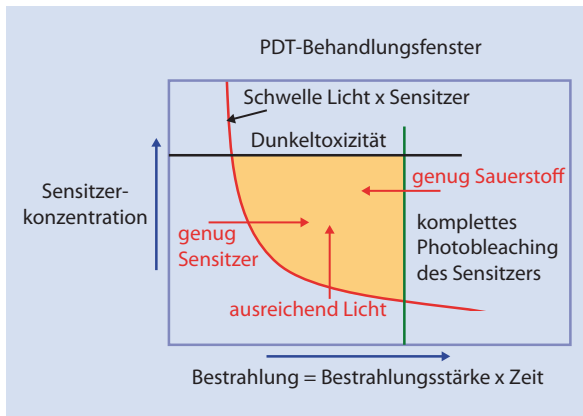 PDT-Behandlungsfenster
Schwelle Licht x Sensitzer
Dunkeltoxizität
genug Sauerstoff
Sensitzer-
konzentration
genug
Sensitzer
komplettes
Photobleaching
des Sensitzers
ausreichend Licht
Bestrahlung = Bestrahlungsstärke x Zeit